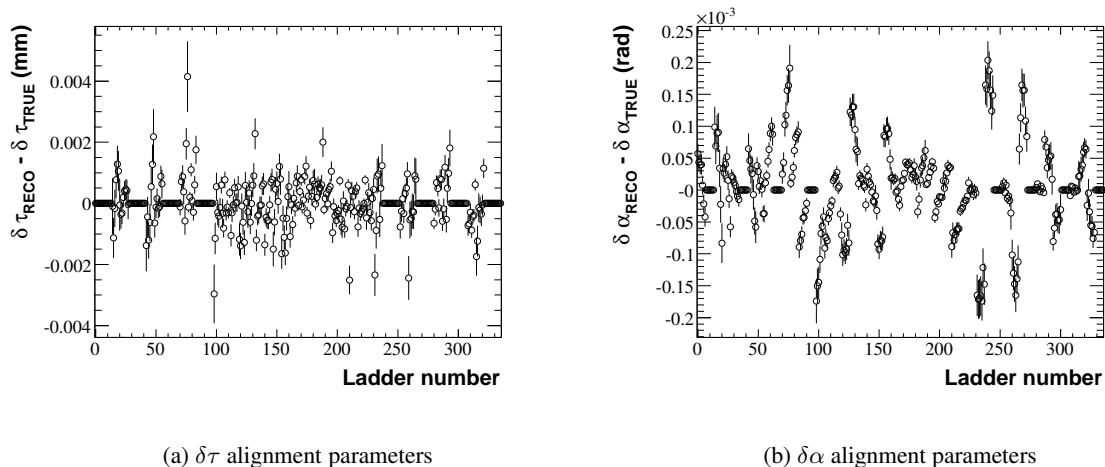 δ τRECO - δ τTRUE (mm)
0.004
0.002
0
-0.002
-0.004
0 50 100 150 200 250 300
Ladder number
(a) δτ alignment parameters
×10-3
δ αRECO - δ αTRUE (rad)
0.25
0.2
0.15
0.1
0.05
-0
-0.05
-0.1
-0.15
-0.2
0 50 100 150 200 250 300
Ladder number
(b) δα alignment parameters